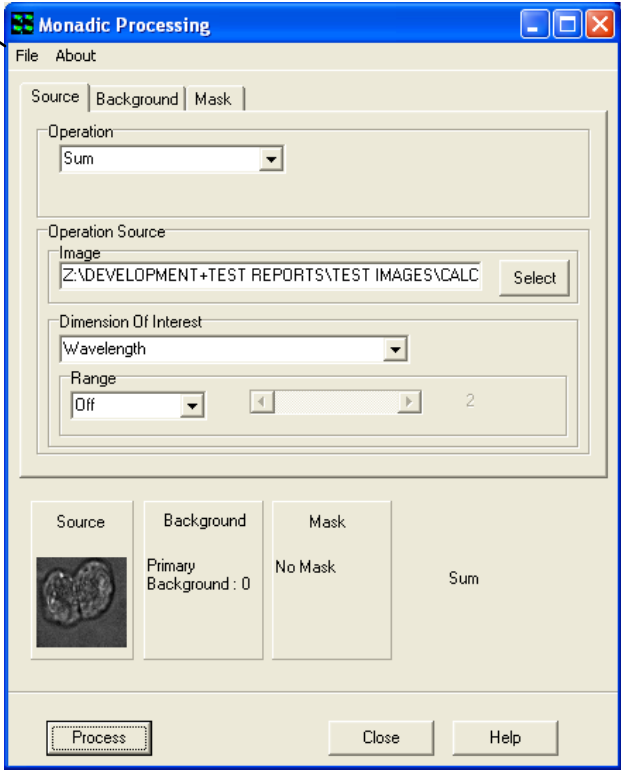 Monadic Processing
File About
Source Background Mask
Operation
Sum
Operation Source
Image
Z:\DEVELOPMENT+TEST REPORTS\TEST IMAGES\CALC
Select
Dimension Of Interest
Wavelength
Range
Off
2
Source Background Mask
Primary
Background : 0
No Mask
Sum
Process Close Help